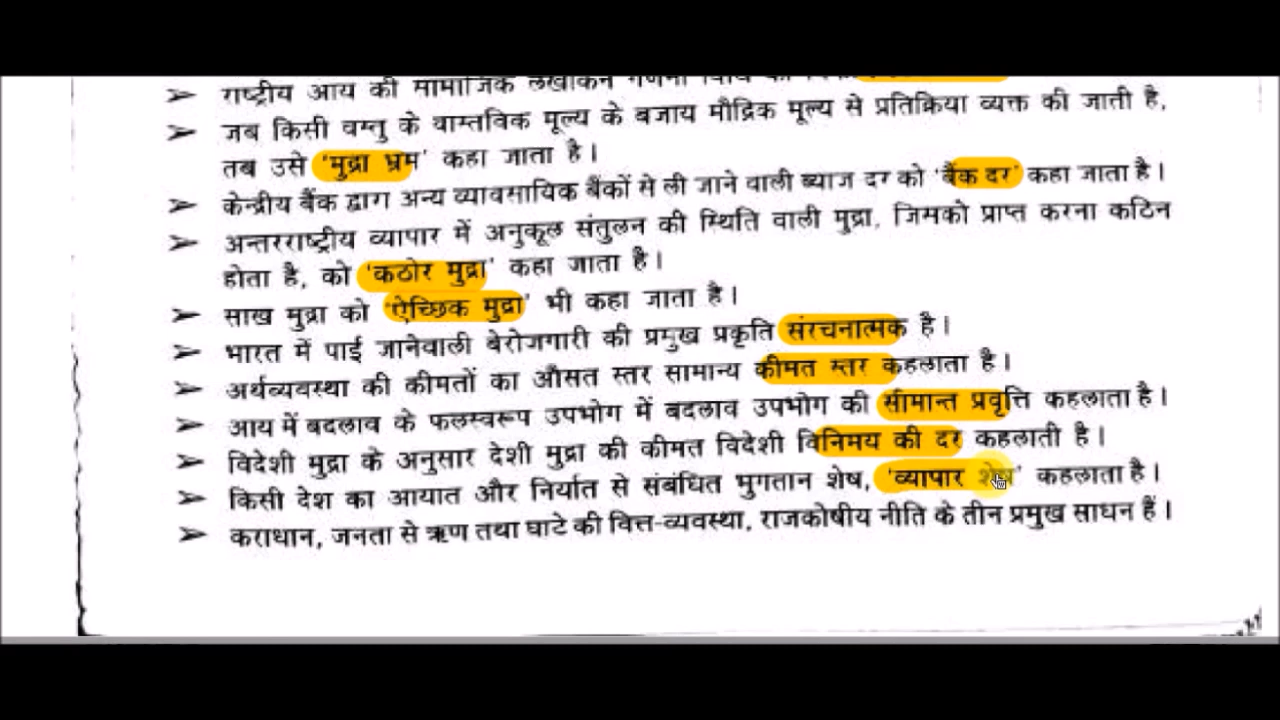 ➤ राष्ट्रीय आय की सामाजिक लेखांकन गणना विधि
➤ जब किसी वस्तु के वास्तविक मूल्य के बजाय मौद्रिक मूल्य से प्रतिक्रिया व्यक्त की जाती है,
तब उसे 'मुद्रा भ्रम' कहा जाता है।
➤ केन्द्रीय बैंक द्वारा अन्य व्यावसायिक बैंकों से ली जाने वाली ब्याज दर को 'बैंक दर' कहा जाता है।
➤ अन्तरराष्ट्रीय व्यापार में अनुकूल संतुलन की स्थिति वाली मुद्रा, जिसको प्राप्त करना कठिन
होता है, को 'कठोर मुद्रा' कहा जाता है।
➤ साख मुद्रा को 'ऐच्छिक मुद्रा' भी कहा जाता है।
➤ भारत में पाई जानेवाली बेरोजगारी की प्रमुख प्रकृति संरचनात्मक है।
➤ अर्थव्यवस्था की कीमतों का औसत स्तर सामान्य कीमत स्तर कहलाता है।
➤ आय में बदलाव के फलस्वरूप उपभोग में बदलाव उपभोग की सीमान्त प्रवृत्ति कहलाता है।
➤ विदेशी मुद्रा के अनुसार देशी मुद्रा की कीमत विदेशी विनिमय की दर कहलाती है।
➤ किसी देश का आयात और निर्यात से संबंधित भुगतान शेष, 'व्यापार शेष' कहलाता है।
➤ कराधान, जनता से ऋण तथा घाटे की वित्त-व्यवस्था, राजकोषीय नीति के तीन प्रमुख साधन हैं।